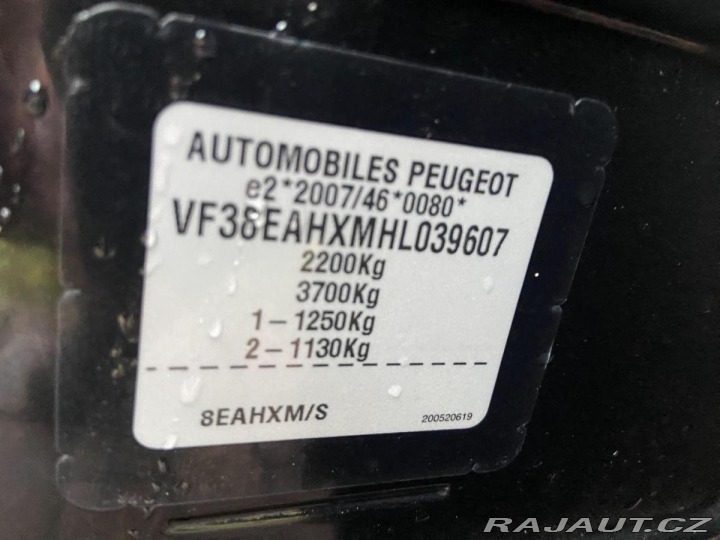 AUTOMOBILES PEUGEOT
e2*2007/46*0080*
VF38EAHXMHL039607
2200Kg
3700Kg
1–1250Kg
2–1130Kg
8EAHXM/S
200520619
RAJAUT.CZ